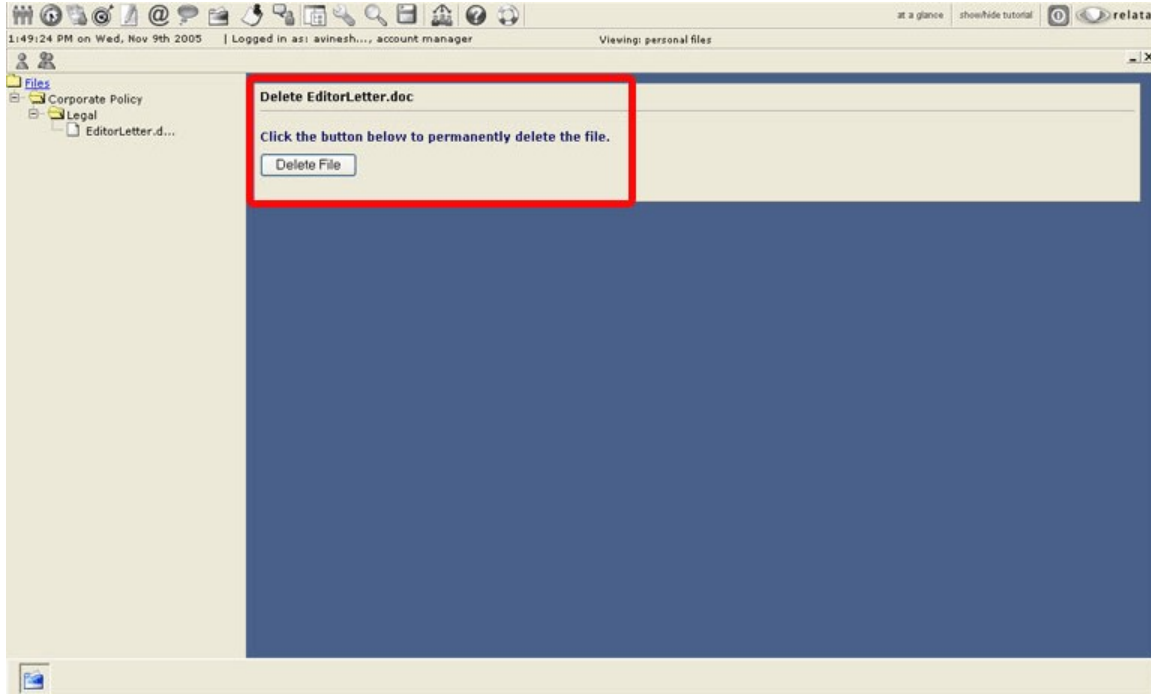 at a glance show/hide tutorial relata
1:49:24 PM on Wed, Nov 9th 2005 | Logged in as: avinesh..., account manager Viewing: personal files
Files
Corporate Policy
Legal
EditorLetter.d...
Delete EditorLetter.doc
Click the button below to permanently delete the file.
Delete File